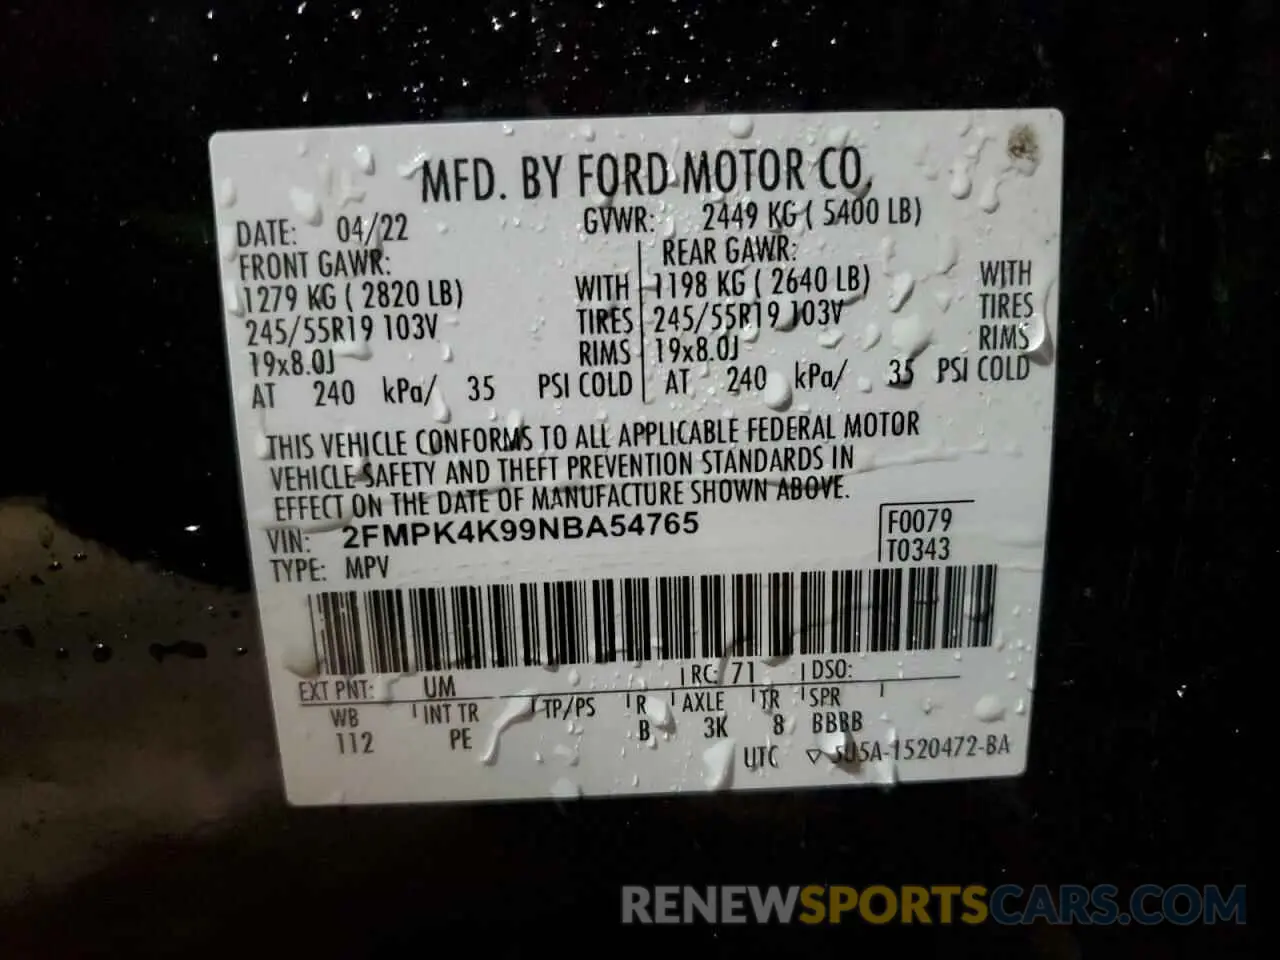 MFD. BY FORD MOTOR CO.
DATE: 04/22 GVWR: 2449 KG ( 5400 LB)
FRONT GAWR: REAR GAWR:
1279 KG ( 2820 LB) WITH 1198 KG ( 2640 LB) WITH
245/55R19 103V TIRES 245/55R19 103V TIRES
19x8.0J RIMS 19x8.0J RIMS
AT 240 kPa/ 35 PSI COLD AT 240 kPa/ 35 PSI COLD
THIS VEHICLE CONFORMS TO ALL APPLICABLE FEDERAL MOTOR
VEHICLE SAFETY AND THEFT PREVENTION STANDARDS IN
EFFECT ON THE DATE OF MANUFACTURE SHOWN ABOVE.
VIN: 2FMPK4K99NBA54765 F0079
TYPE: MPV T0343
EXT PNT: UM RC: 71 DSO:
WB INT TR TP/PS R AXLE TR SPR
112 PE B 3K 8 BBBB
UTC ▽ 5U5A-1520472-BA
RENEWSPORTSCARS.COM